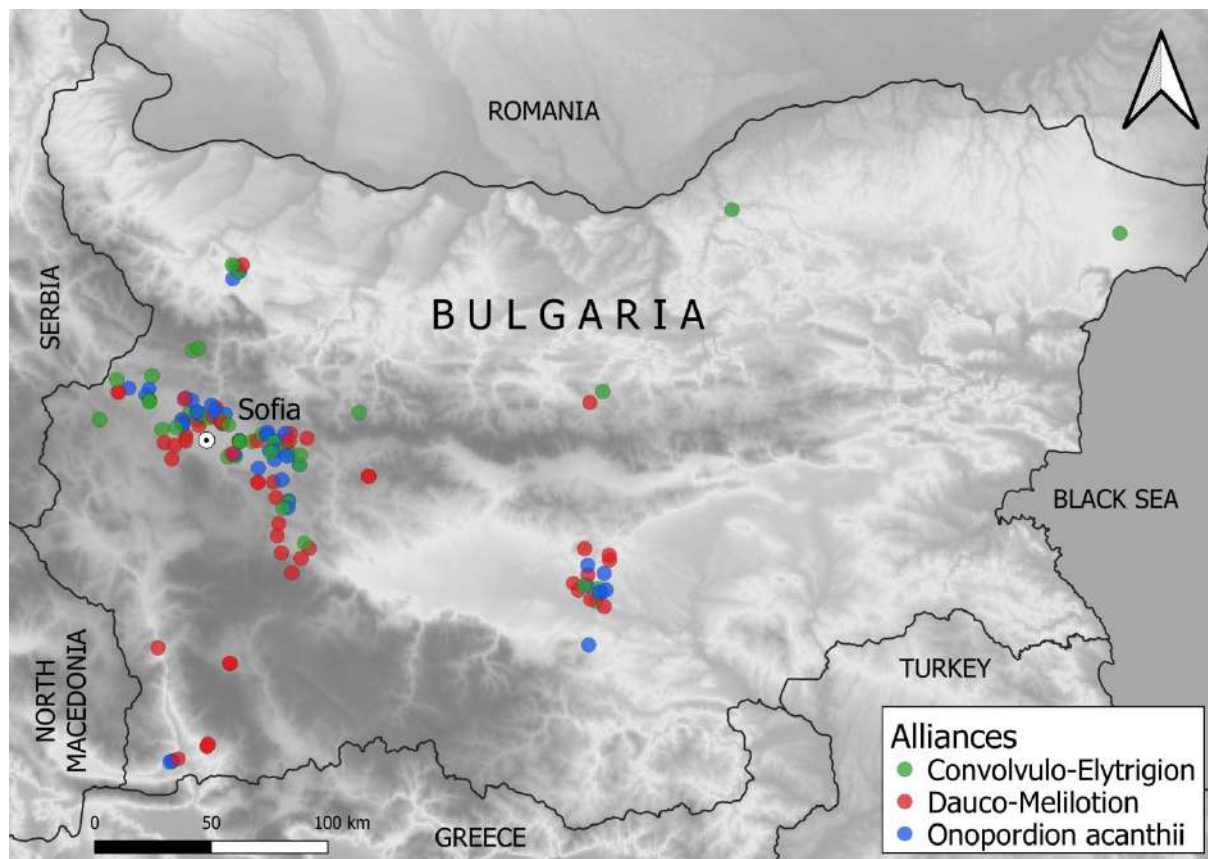 ROMANIA
SERBIA
BULGARIA
Sofia
BLACK SEA
NORTH
MACEDONIA
TURKEY
GREECE
0 50 100 km
Alliances
Convolvulo-Elytrigion
Dauco-Melilotion
Onopordion acanthii